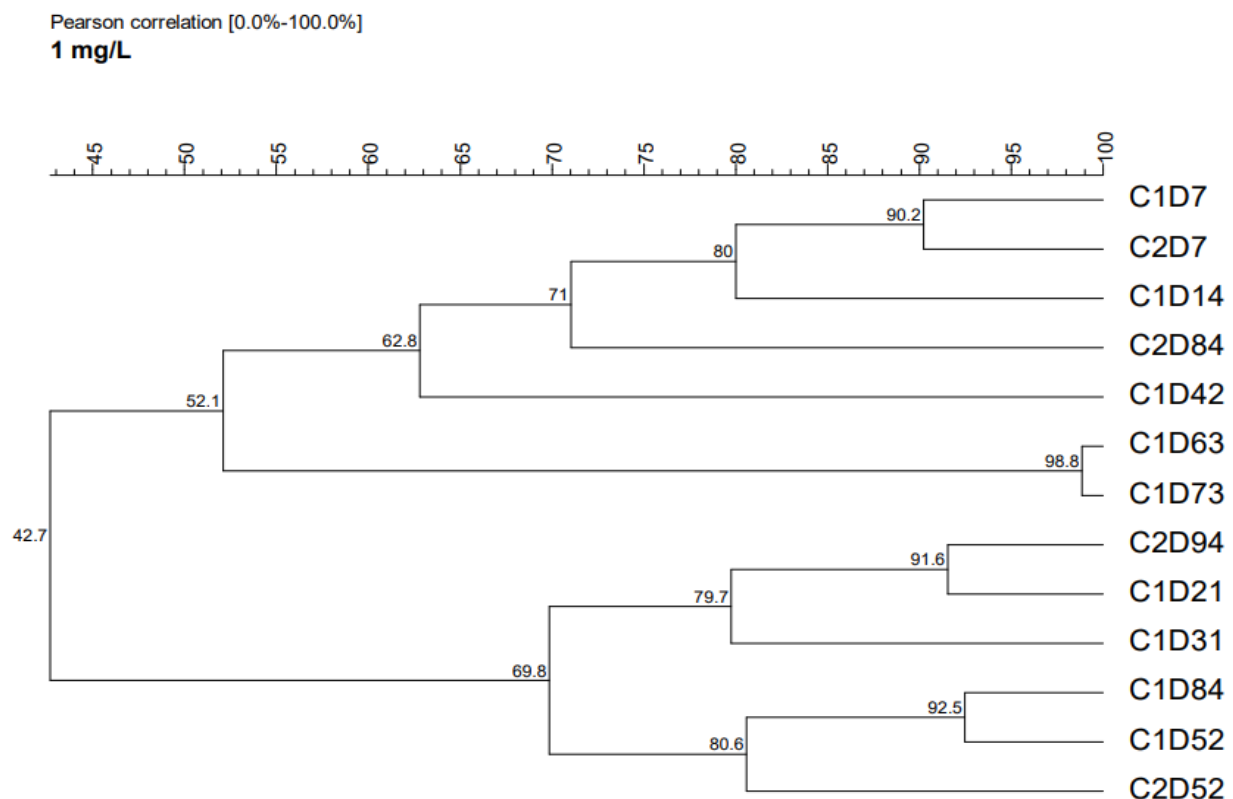 Pearson correlation [0.0%-100.0%]
1 mg/L
45 50 55 60 65 70 75 80 85 90 95 100
C1D7
90.2
C2D7
80
C1D14
71
C2D84
62.8
C1D42
52.1
C1D63
98.8
C1D73
42.7
C2D94
91.6
C1D21
79.7
C1D31
69.8
C1D84
92.5
C1D52
80.6
C2D52